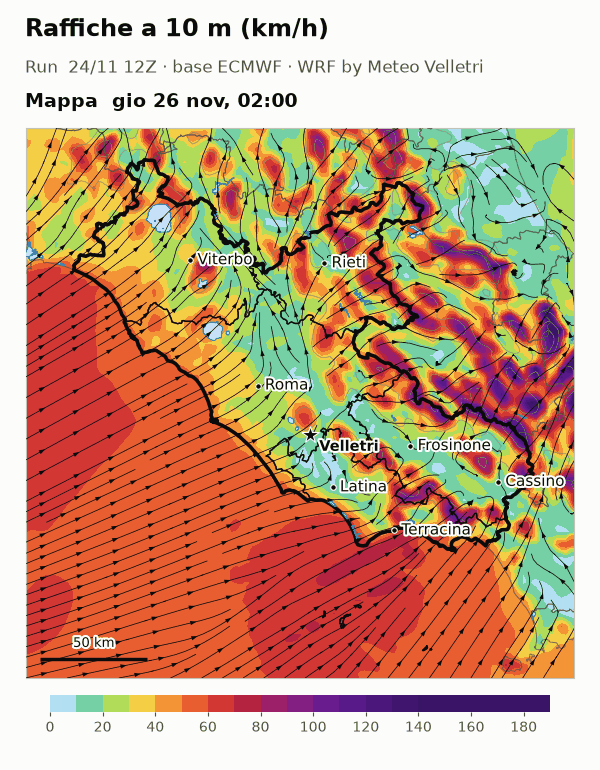 Raffiche a 10 m (km/h)
Run 24/11 12Z · base ECMWF · WRF by Meteo Velletri
Mappa gio 26 nov, 02:00
Viterbo
Rieti
Roma
Velletri
Frosinone
Latina
Cassino
Terracina
50 km
0 20 40 60 80 100 120 140 160 180